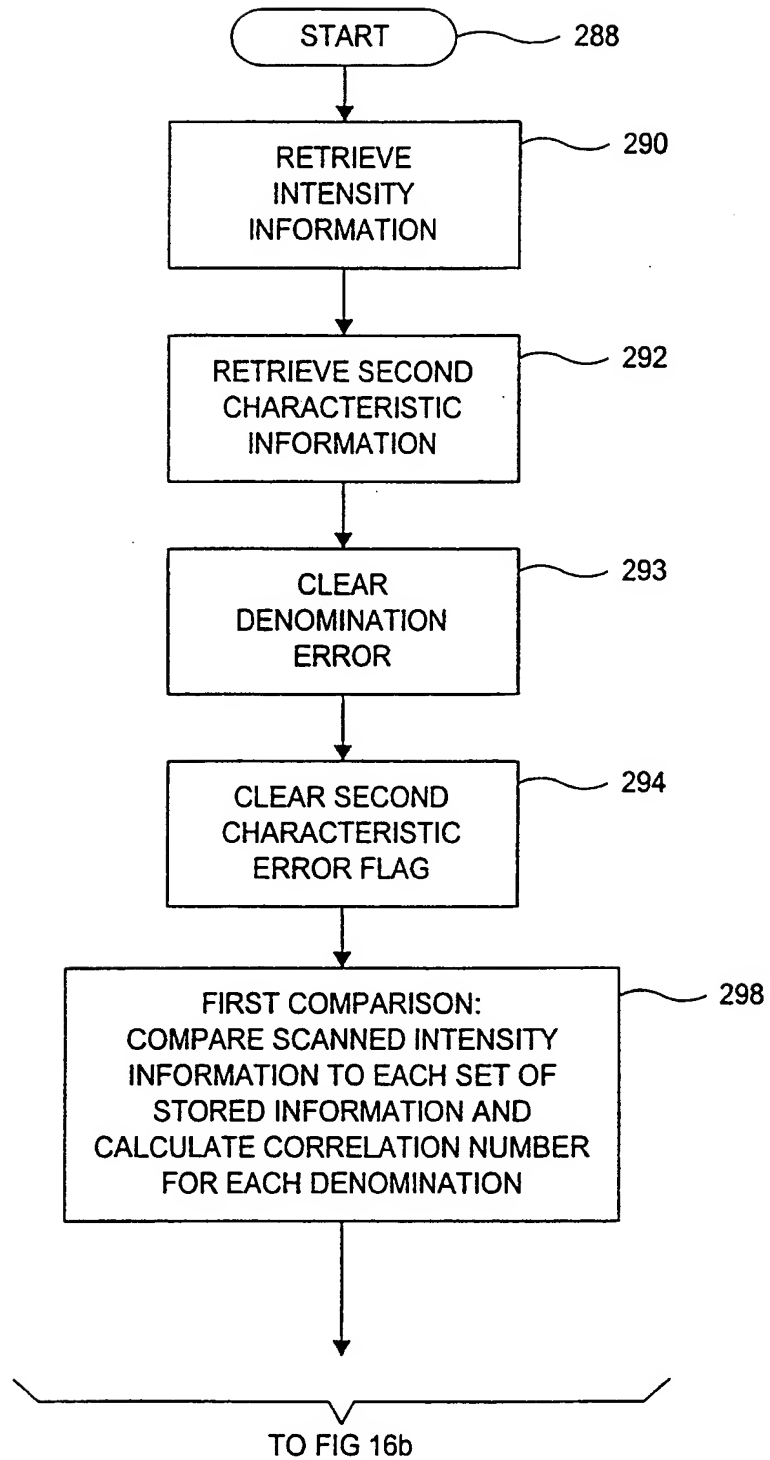 START
288
RETRIEVE
INTENSITY
INFORMATION
290
RETRIEVE SECOND
CHARACTERISTIC
INFORMATION
292
CLEAR
DENOMINATION
ERROR
293
CLEAR SECOND
CHARACTERISTIC
ERROR FLAG
294
FIRST COMPARISON:
COMPARE SCANNED INTENSITY
INFORMATION TO EACH SET OF
STORED INFORMATION AND
CALCULATE CORRELATION NUMBER
FOR EACH DENOMINATION
298
TO FIG 16b